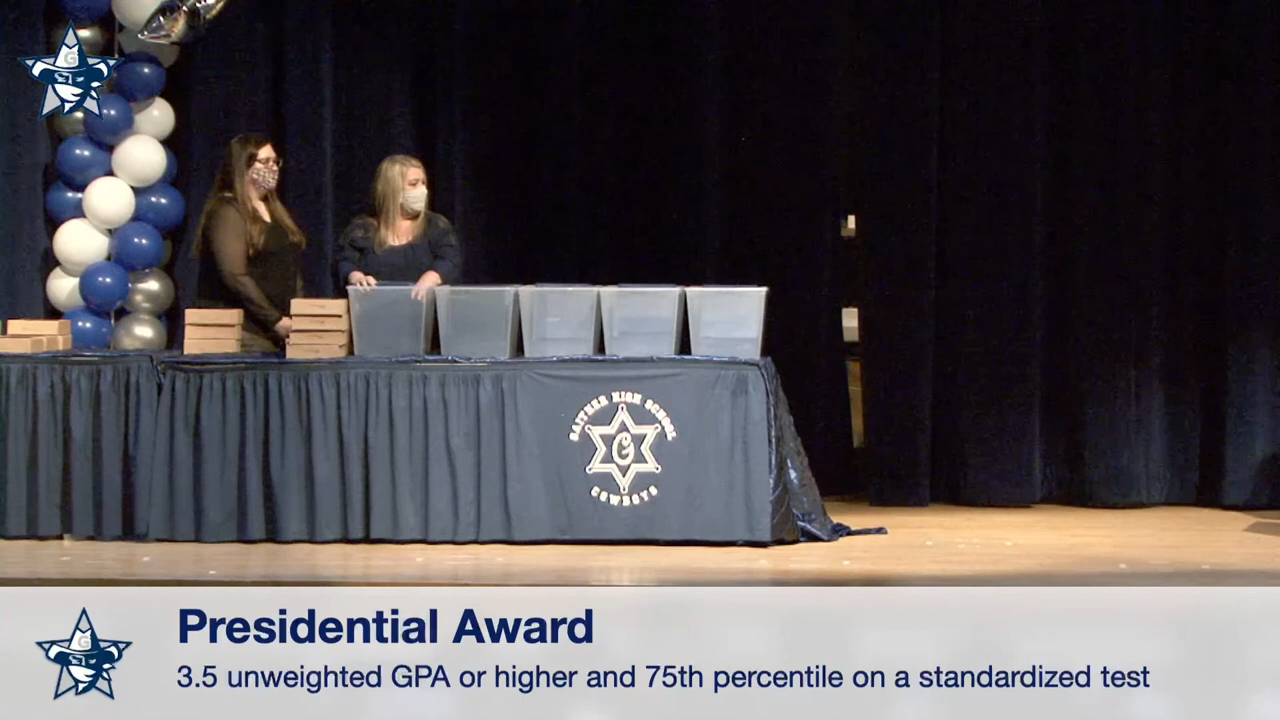 G
GAITHER HIGH SCHOOL
G
COWBOYS
G
Presidential Award
3.5 unweighted GPA or higher and 75th percentile on a standardized test